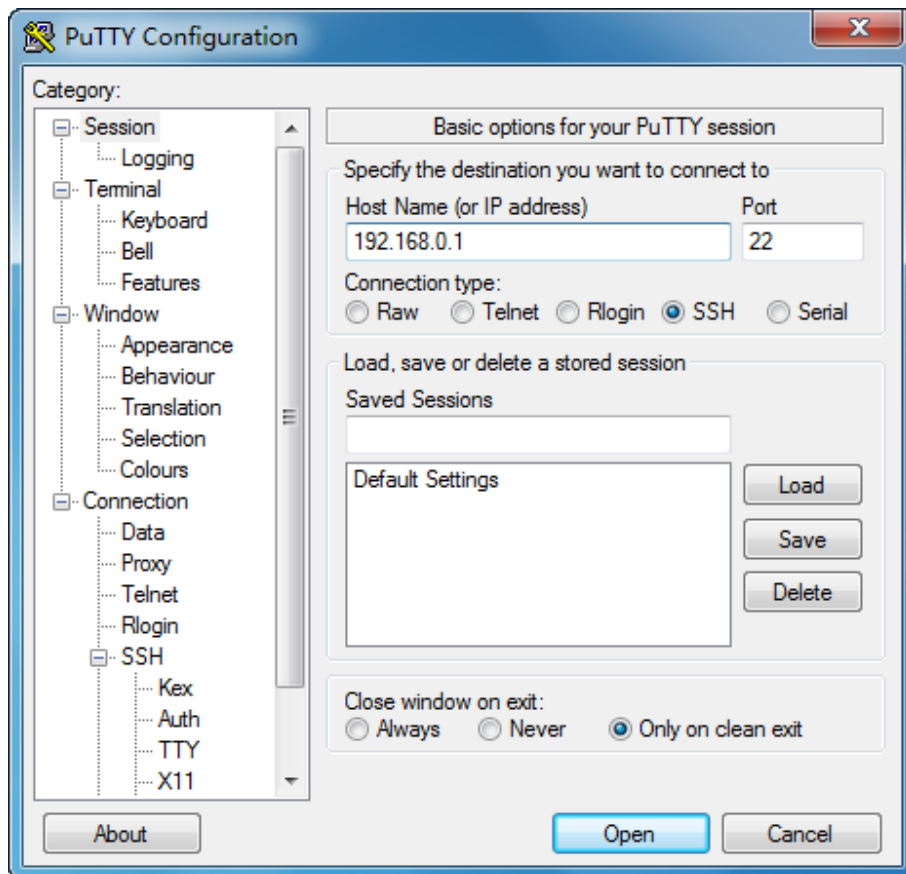 PuTTY Configuration
Category:
Session
Logging
Terminal
Keyboard
Bell
Features
Window
Appearance
Behaviour
Translation
Selection
Colours
Connection
Data
Proxy
Telnet
Rlogin
SSH
Kex
Auth
TTY
X11
Basic options for your PuTTY session
Specify the destination you want to connect to
Host Name (or IP address) Port
192.168.0.1 22
Connection type:
Raw Telnet Rlogin SSH Serial
Load, save or delete a stored session
Saved Sessions
Default Settings
Load
Save
Delete
Close window on exit:
Always Never Only on clean exit
About Open Cancel